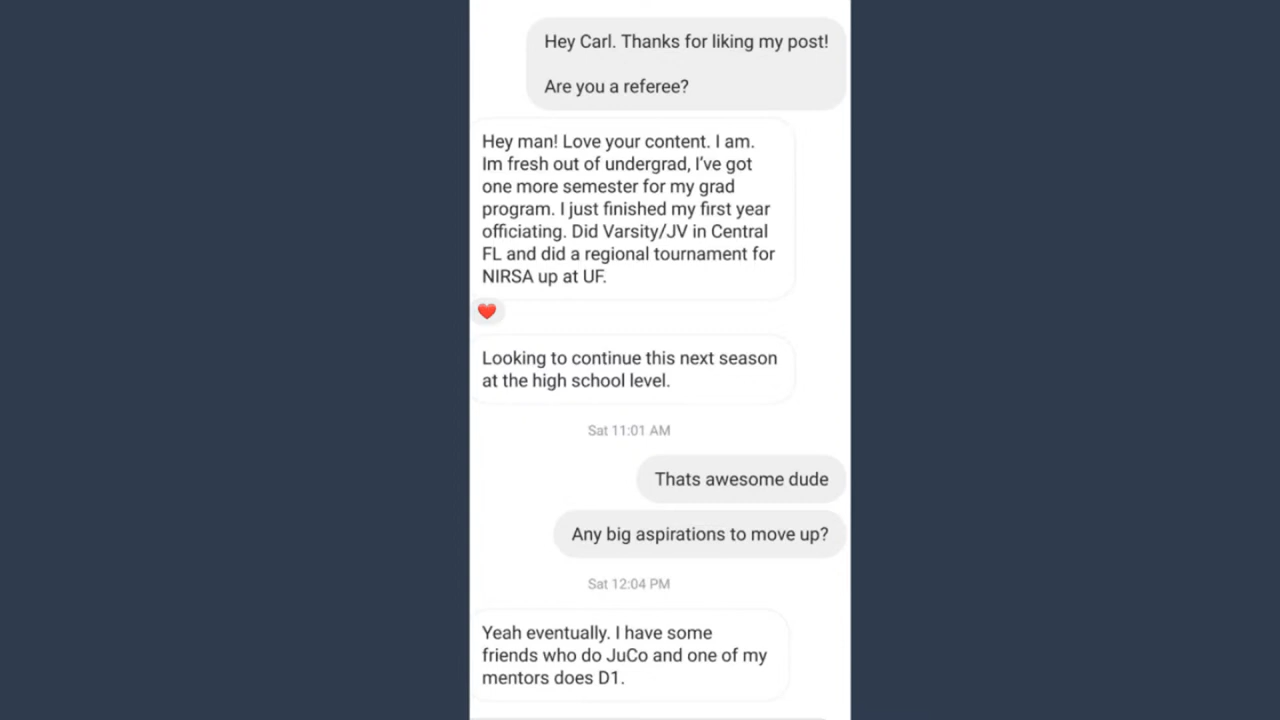 Hey Carl. Thanks for liking my post!
Are you a referee?
Hey man! Love your content. I am.
Im fresh out of undergrad, I've got
one more semester for my grad
program. I just finished my first year
officiating. Did Varsity/JV in Central
FL and did a regional tournament for
NIRSA up at UF.
Looking to continue this next season
at the high school level.
Sat 11:01 AM
Thats awesome dude
Any big aspirations to move up?
Sat 12:04 PM
Yeah eventually. I have some
friends who do JuCo and one of my
mentors does D1.